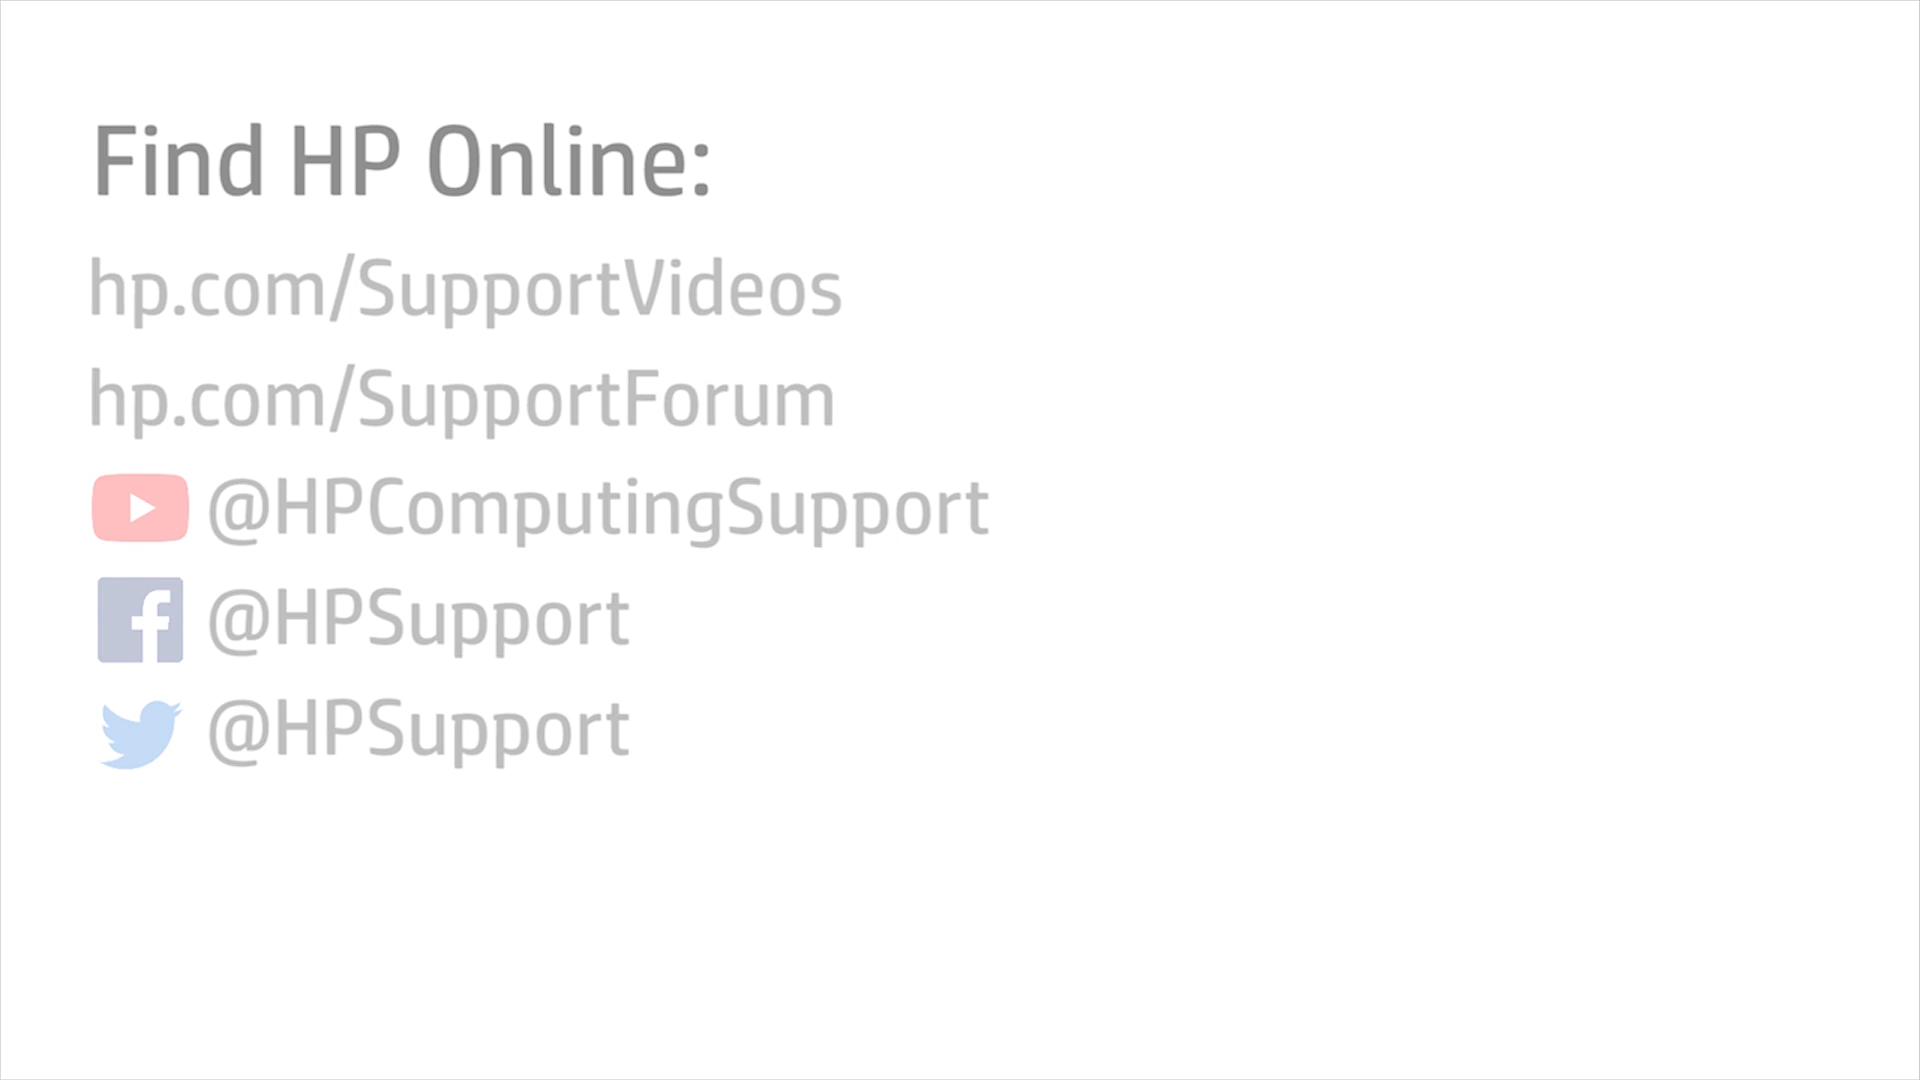 Find HP Online:
hp.com/SupportVideos
hp.com/SupportForum
@HPComputingSupport
@HPSupport
@HPSupport